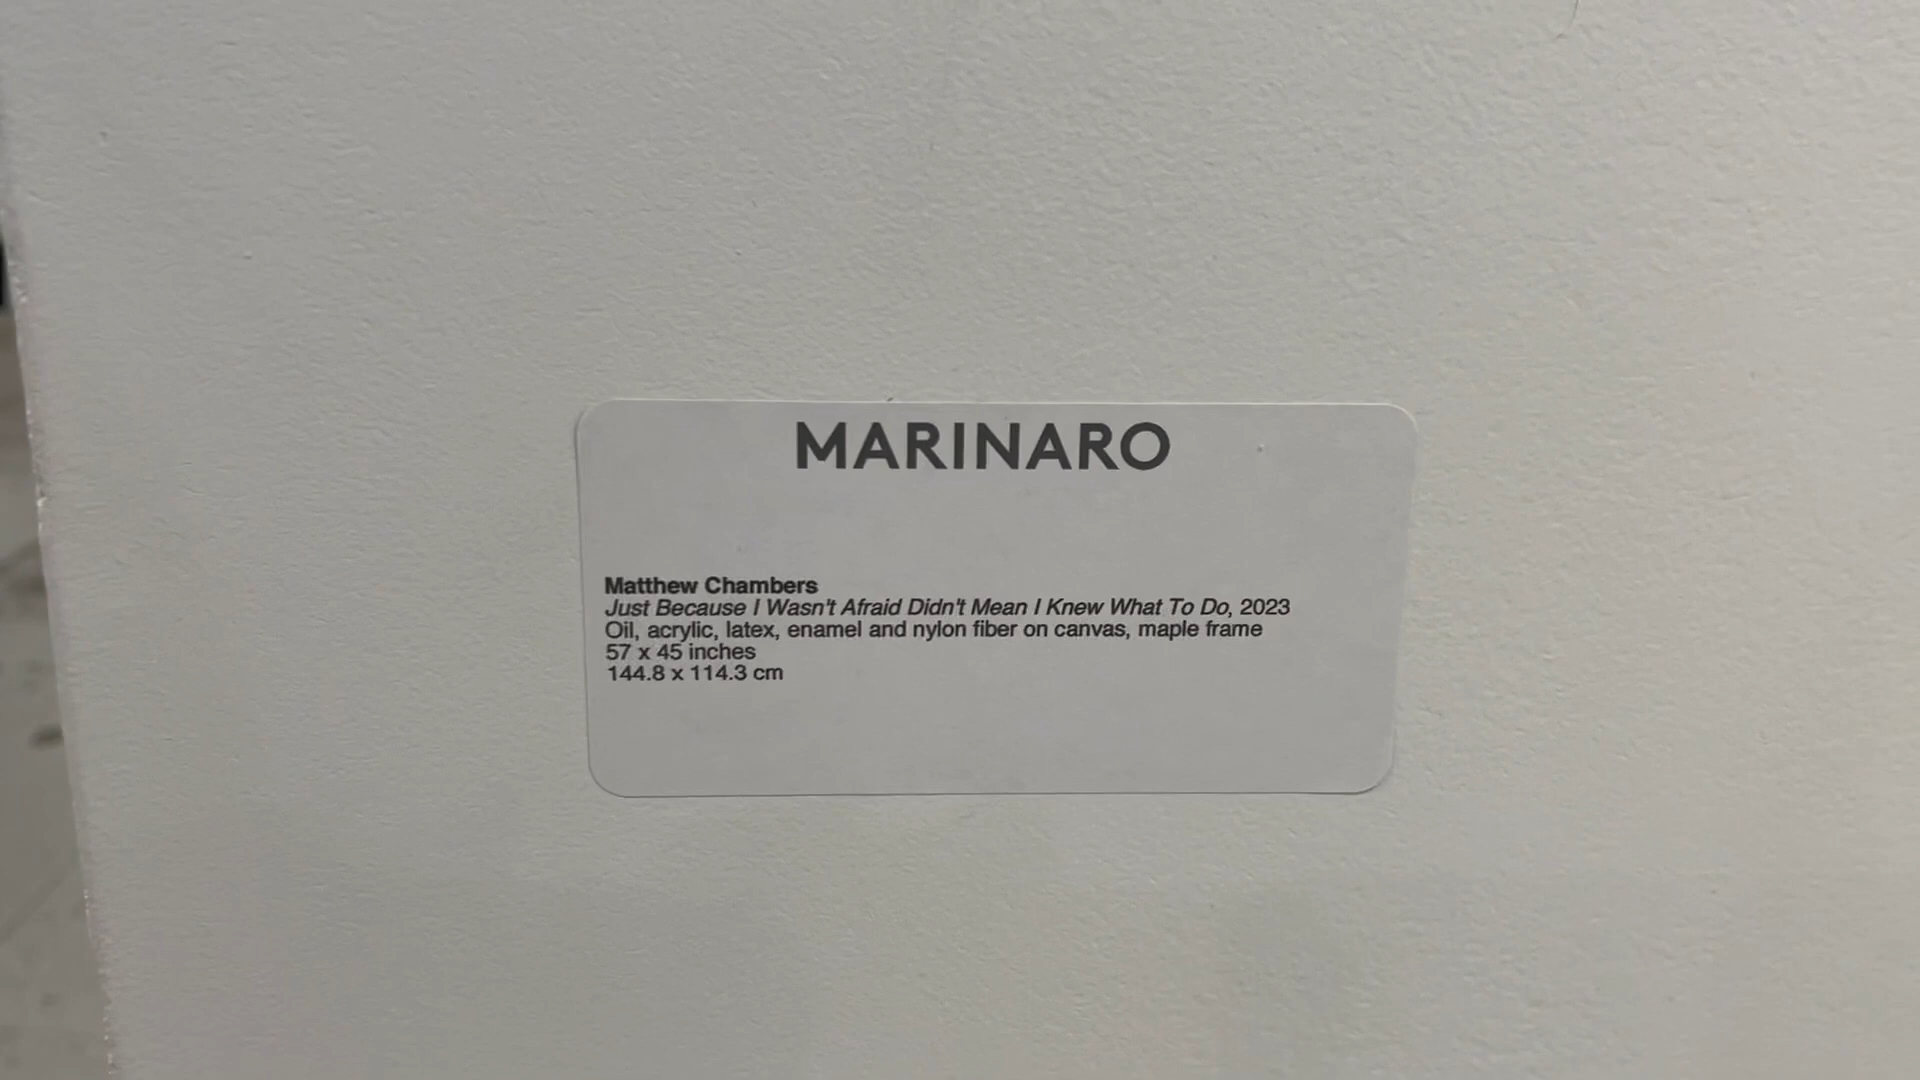 MARINARO
Matthew Chambers
Just Because I Wasn't Afraid Didn't Mean I Knew What To Do, 2023
Oil, acrylic, latex, enamel and nylon fiber on canvas, maple frame
57 x 45 inches
144.8 x 114.3 cm